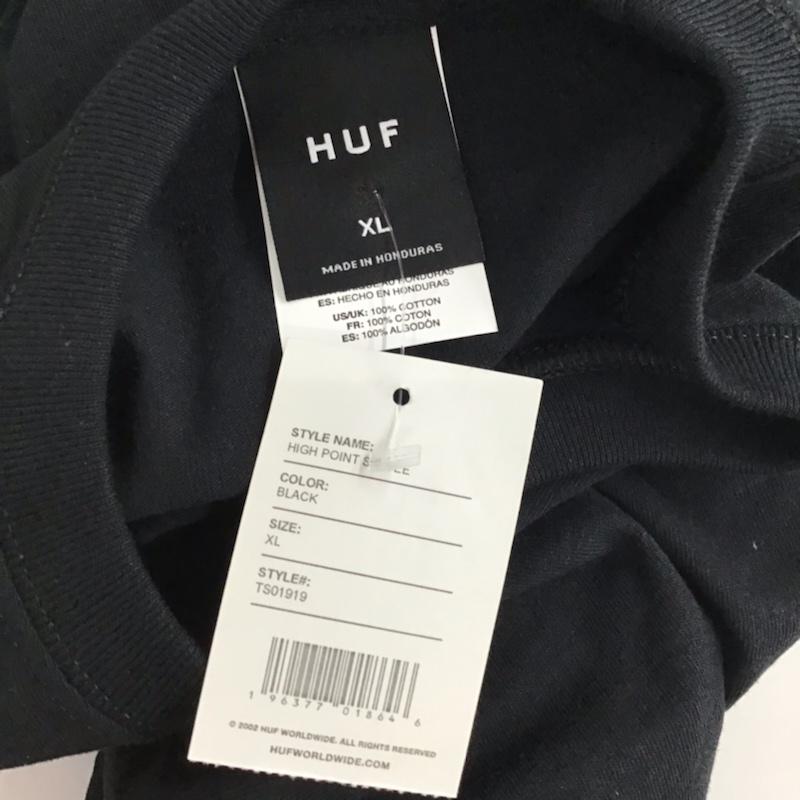 HUF
XL
MADE IN HONDURAS
HONDURAS
ES: HECHO EN HONDURAS
US/UK: 100% COTTON
FR: 100% COTON
ES: 100% ALGODÓN
STYLE NAME:
HIGH POINT
COLOR:
BLACK
SIZE:
XL
STYLE#:
TS01919
1 96377 01864 6
© 2002 HUF WORLDWIDE. ALL RIGHTS RESERVED
HUFWORLDWIDE.COM